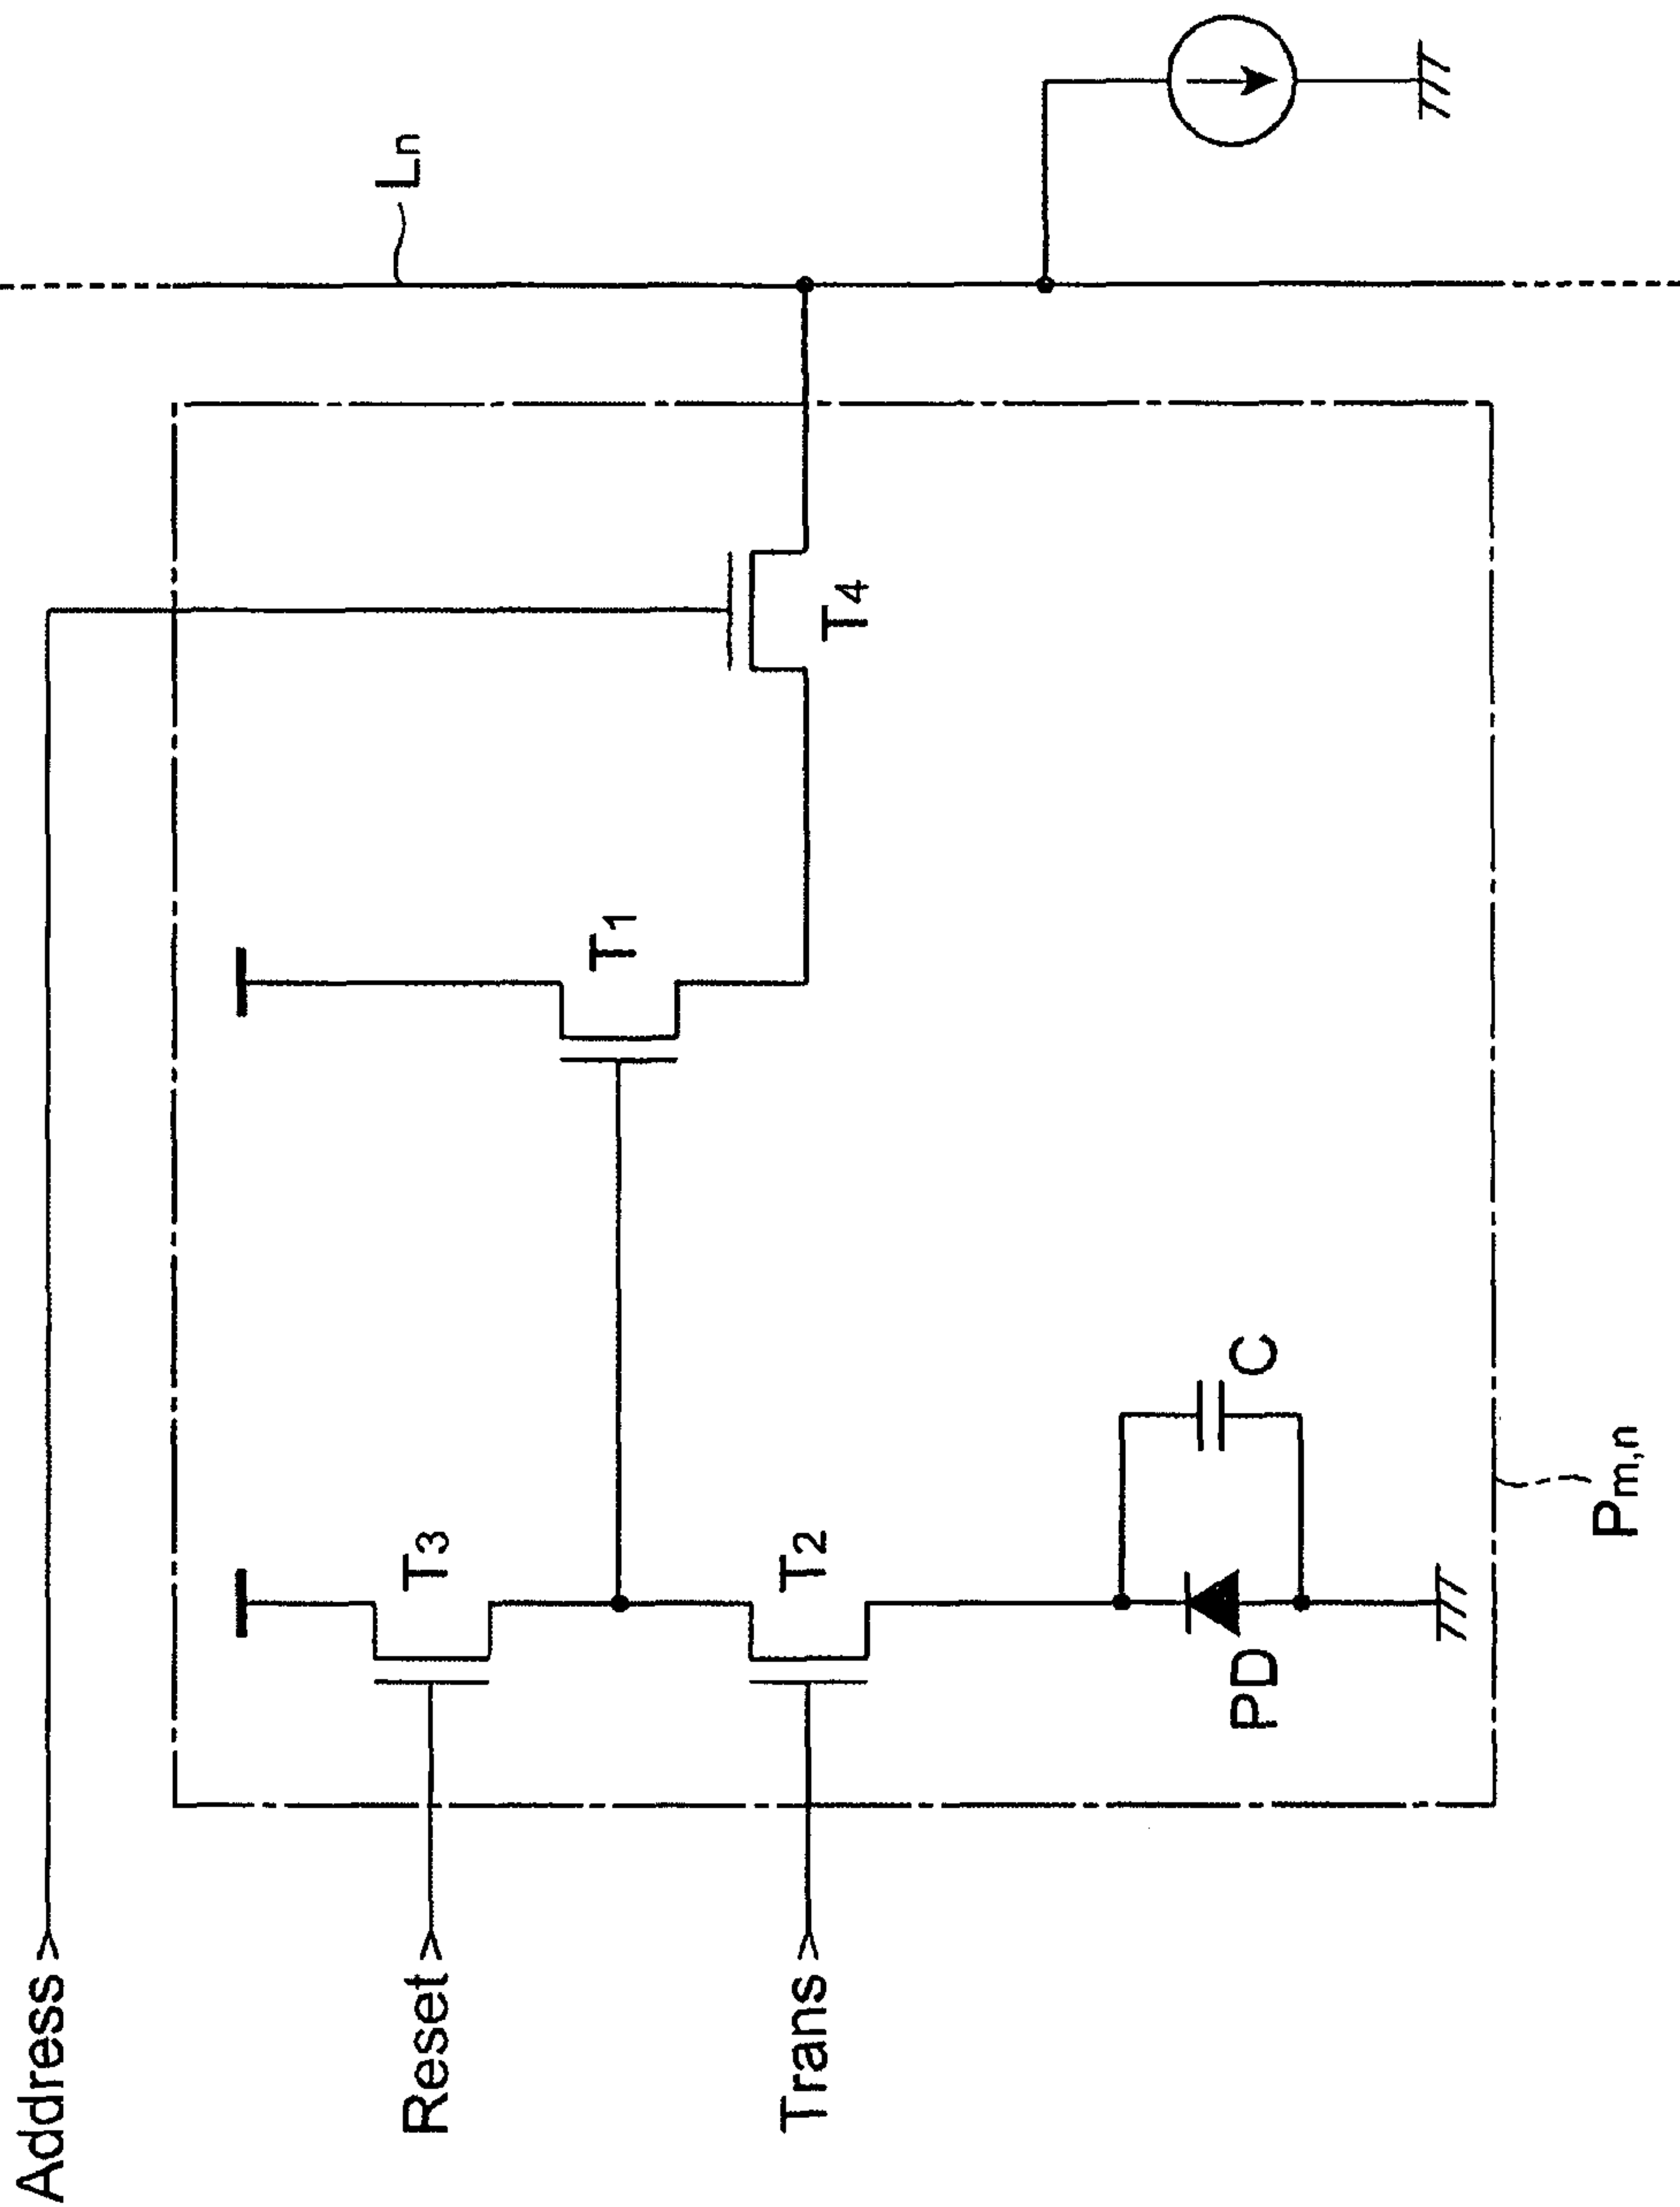 Address
Reset
Trans
T3
T2
PD
C
T1
T4
Ln
Pm,n